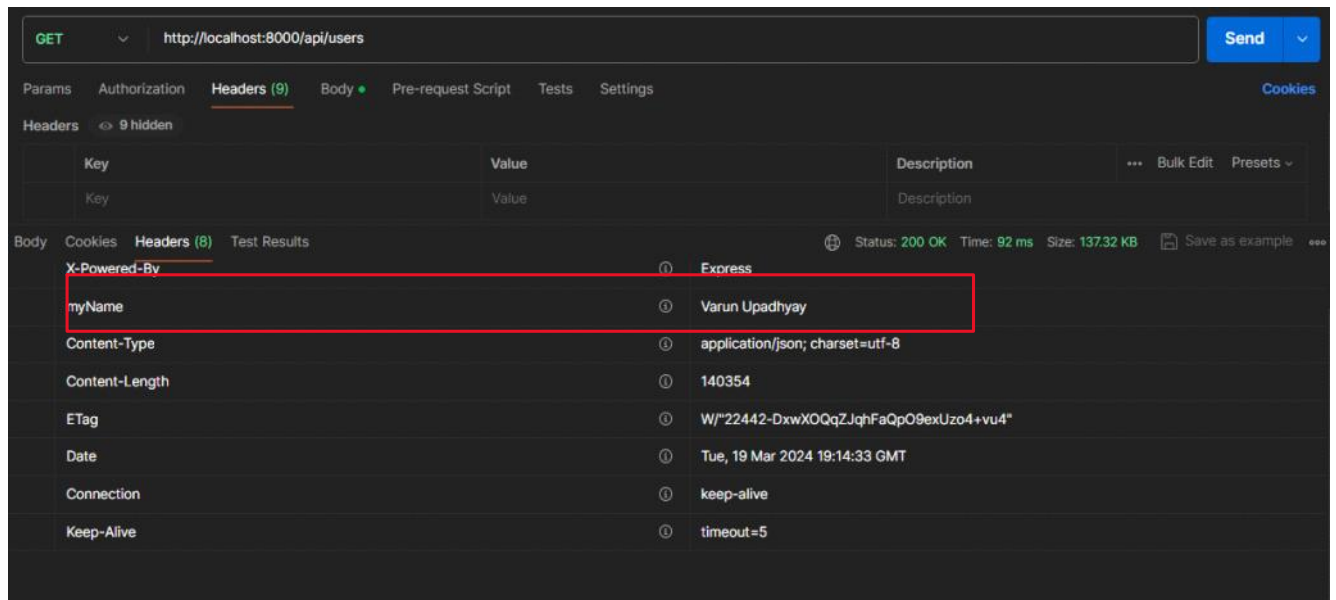 GET http://localhost:8000/api/users Send
Params Authorization Headers (9) Body Pre-request Script Tests Settings Cookies
Headers 9 hidden
Key Value Description Bulk Edit Presets
Key Value Description
Body Cookies Headers (8) Test Results Status: 200 OK Time: 92 ms Size: 137.32 KB Save as example
X-Powered-By Express
myName Varun Upadhyay
Content-Type application/json; charset=utf-8
Content-Length 140354
ETag W/"22442-DxwXOQqZJqhFaQpO9exUzo4+vu4"
Date Tue, 19 Mar 2024 19:14:33 GMT
Connection keep-alive
Keep-Alive timeout=5